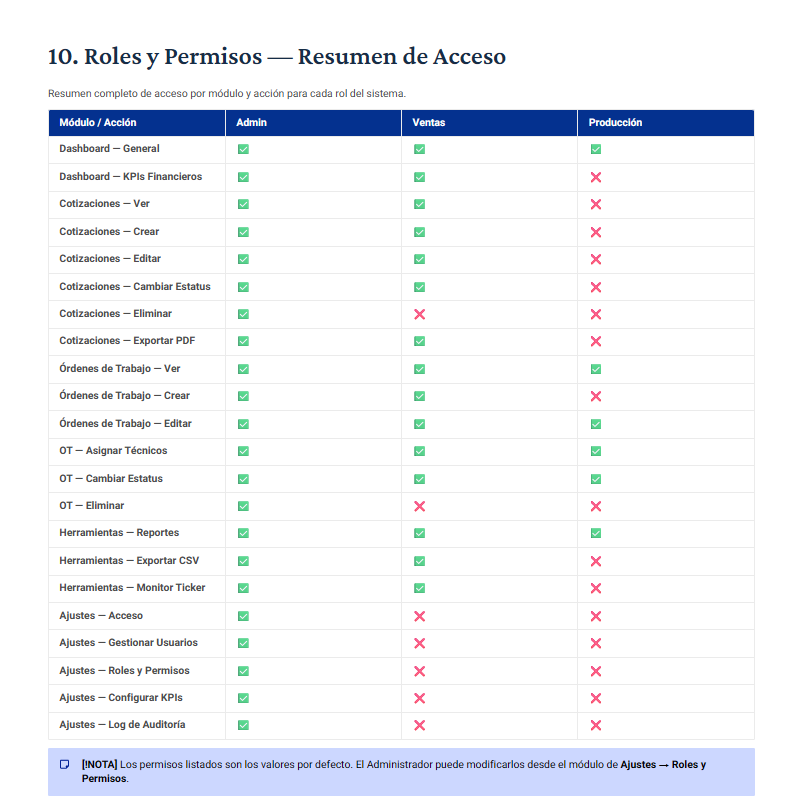 10. Roles y Permisos — Resumen de Acceso
Resumen completo de acceso por módulo y acción para cada rol del sistema.
Módulo / Acción Admin Ventas Producción
Dashboard — General ✅ ✅ ✅
Dashboard — KPIs Financieros ✅ ✅ ❌
Cotizaciones — Ver ✅ ✅ ❌
Cotizaciones — Crear ✅ ✅ ❌
Cotizaciones — Editar ✅ ✅ ❌
Cotizaciones — Cambiar Estatus ✅ ✅ ❌
Cotizaciones — Eliminar ✅ ❌ ❌
Cotizaciones — Exportar PDF ✅ ✅ ❌
Órdenes de Trabajo — Ver ✅ ✅ ✅
Órdenes de Trabajo — Crear ✅ ✅ ❌
Órdenes de Trabajo — Editar ✅ ✅ ✅
OT — Asignar Técnicos ✅ ✅ ✅
OT — Cambiar Estatus ✅ ✅ ✅
OT — Eliminar ✅ ❌ ❌
Herramientas — Reportes ✅ ✅ ✅
Herramientas — Exportar CSV ✅ ✅ ❌
Herramientas — Monitor Ticker ✅ ✅ ❌
Ajustes — Acceso ✅ ❌ ❌
Ajustes — Gestionar Usuarios ✅ ❌ ❌
Ajustes — Roles y Permisos ✅ ❌ ❌
Ajustes — Configurar KPIs ✅ ❌ ❌
Ajustes — Log de Auditoría ✅ ❌ ❌
[!NOTA] Los permisos listados son los valores por defecto. El Administrador puede modificarlos desde el módulo de Ajustes → Roles y
Permisos.